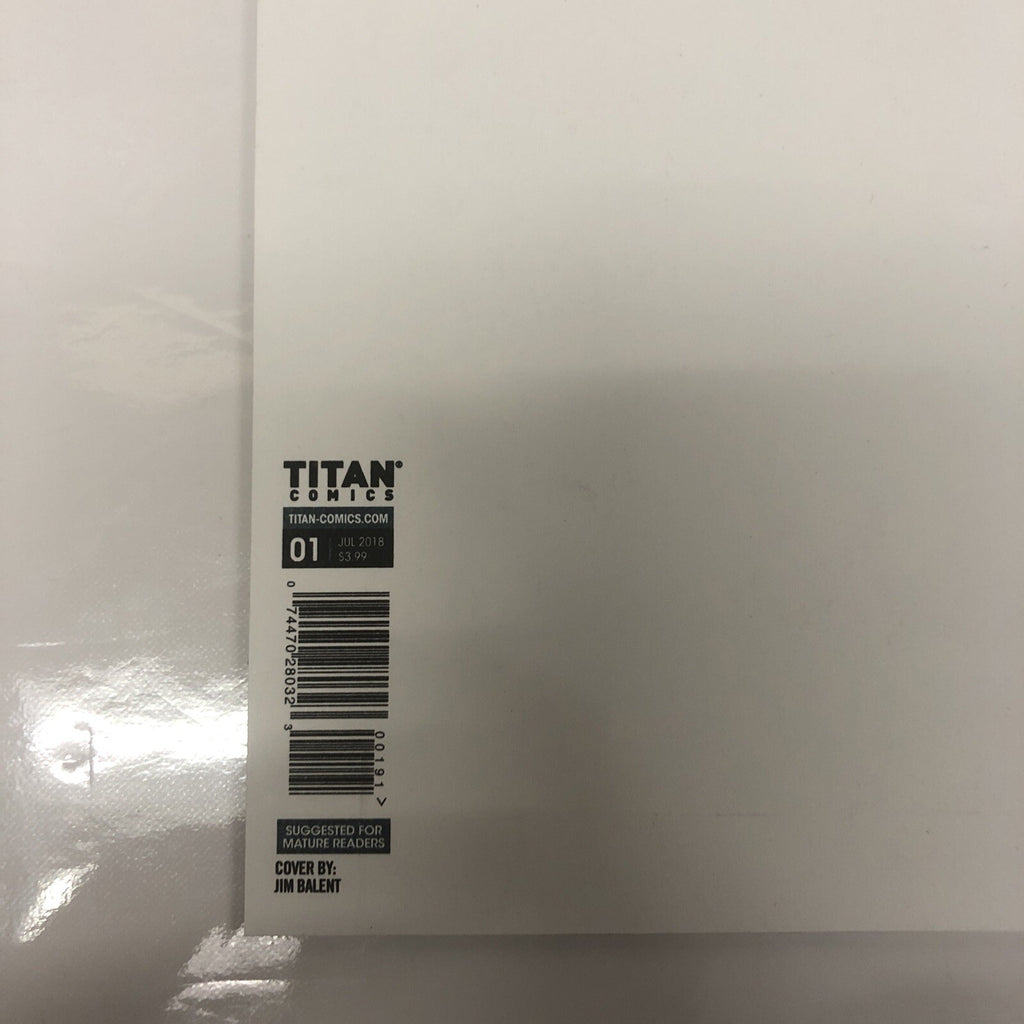 TITAN®
COMICS
TITAN-COMICS.COM
01
JUL 2018
$3.99
0 74470 28032 3
00191 >
SUGGESTED FOR
MATURE READERS
COVER BY:
JIM BALENT